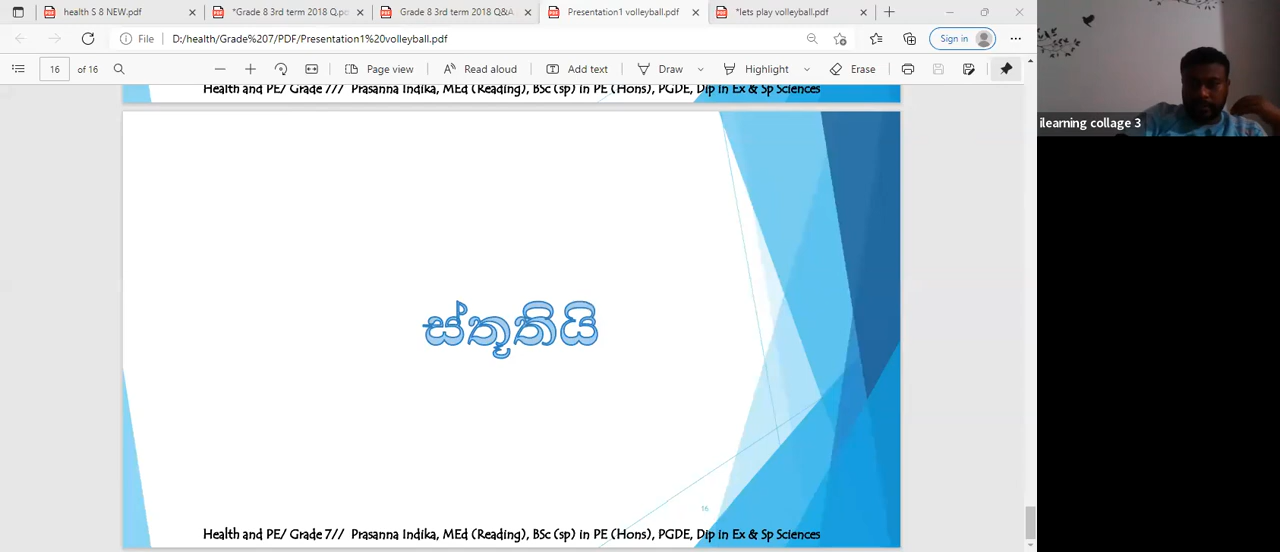 health S 8 NEW.pdf
*Grade 8 3rd term 2018 Q.pd
Grade 8 3rd term 2018 Q&A
Presentation1 volleyball.pdf
*lets play volleyball.pdf
File D:/health/Grade%207/PDF/Presentation1%20volleyball.pdf
Sign in
16 of 16
Page view
Read aloud
Add text
Draw
Highlight
Erase
Health and PE/ Grade 7// Prasanna Indika, MEd (Reading), BSc (sp) in PE (Hons), PGDE, Dip in Ex & Sp Sciences
ilearning collage 3
ස්තූතියි
16
Health and PE/ Grade 7// Prasanna Indika, MEd (Reading), BSc (sp) in PE (Hons), PGDE, Dip in Ex & Sp Sciences